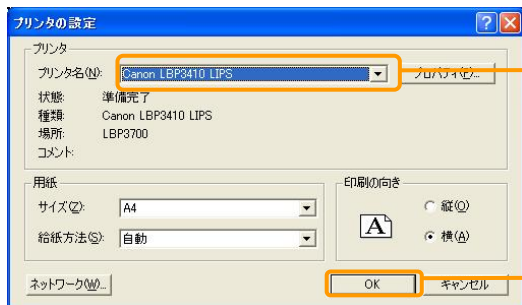 プリンタの設定
プリンタ
プリンタ名(N): Canon LBP3410 LIPS プロパティ(P)...
状態: 準備完了
種類: Canon LBP3410 LIPS
場所: LBP3700
コメント:
用紙
サイズ(Z): A4
給紙方法(S): 自動
印刷の向き
A
縦(O)
横(A)
ネットワーク(W)... OK キャンセル